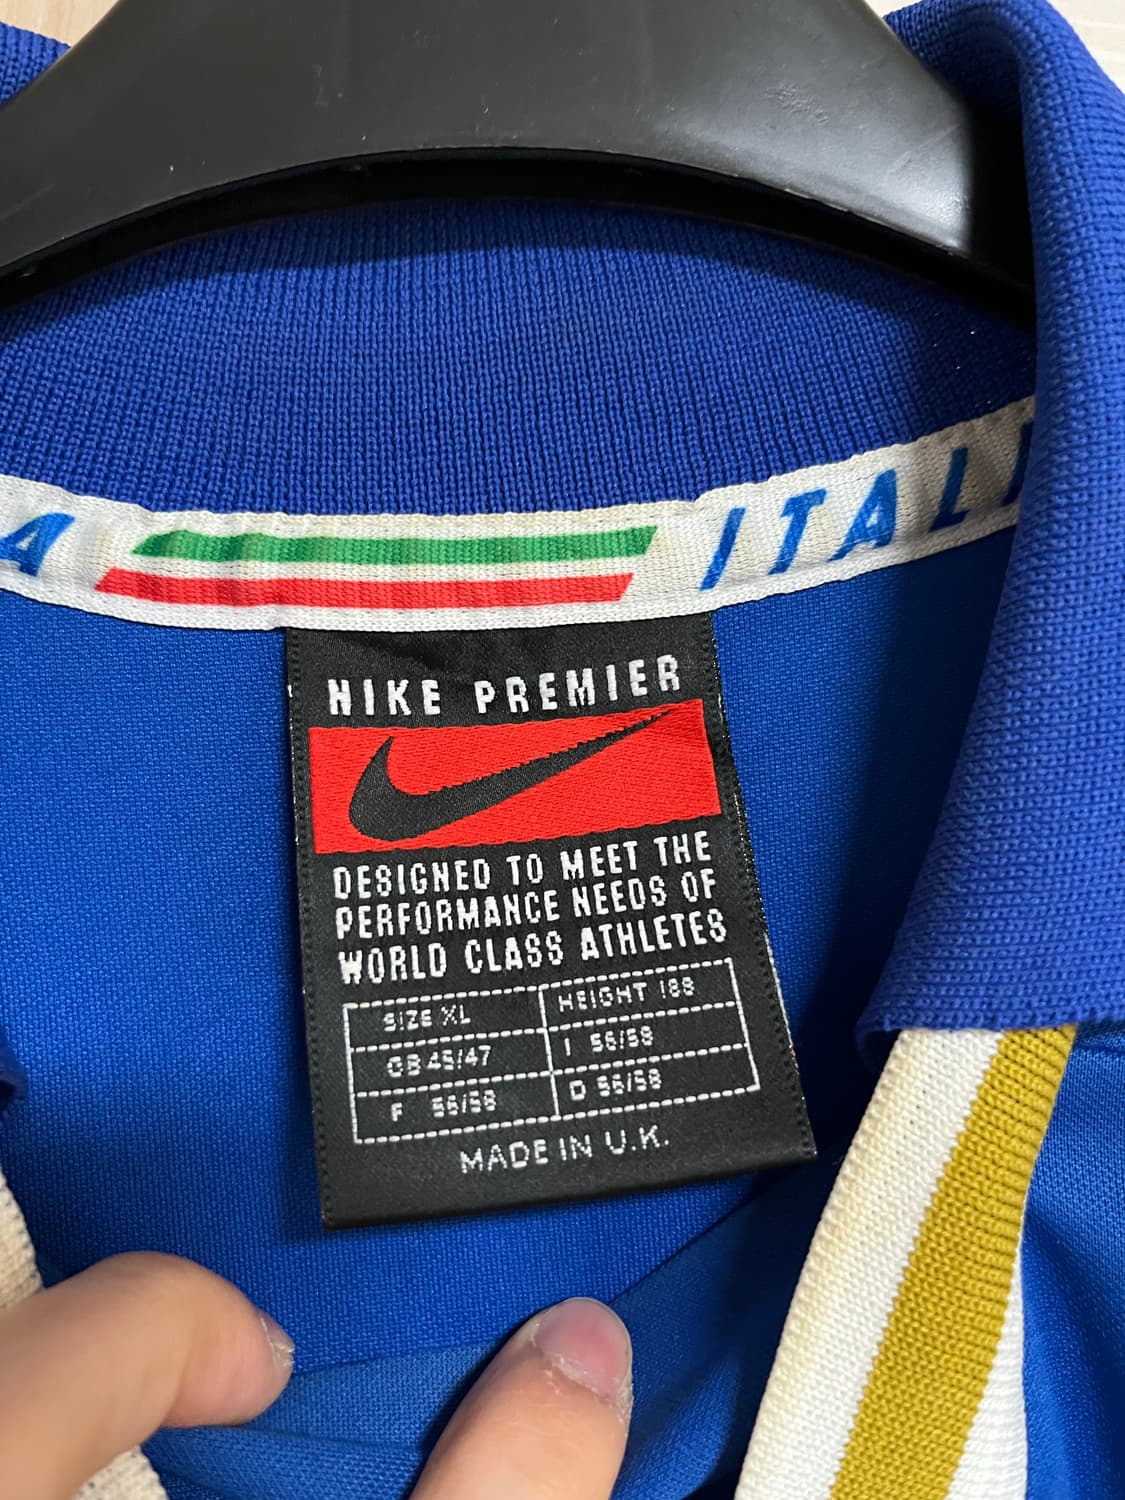 A
ITALI
NIKE PREMIER
DESIGNED TO MEET THE
PERFORMANCE NEEDS OF
WORLD CLASS ATHLETES
SIZE XL
HEIGHT 188
GB 45/47
I 56/58
F 56/58
D 56/58
MADE IN U.K.